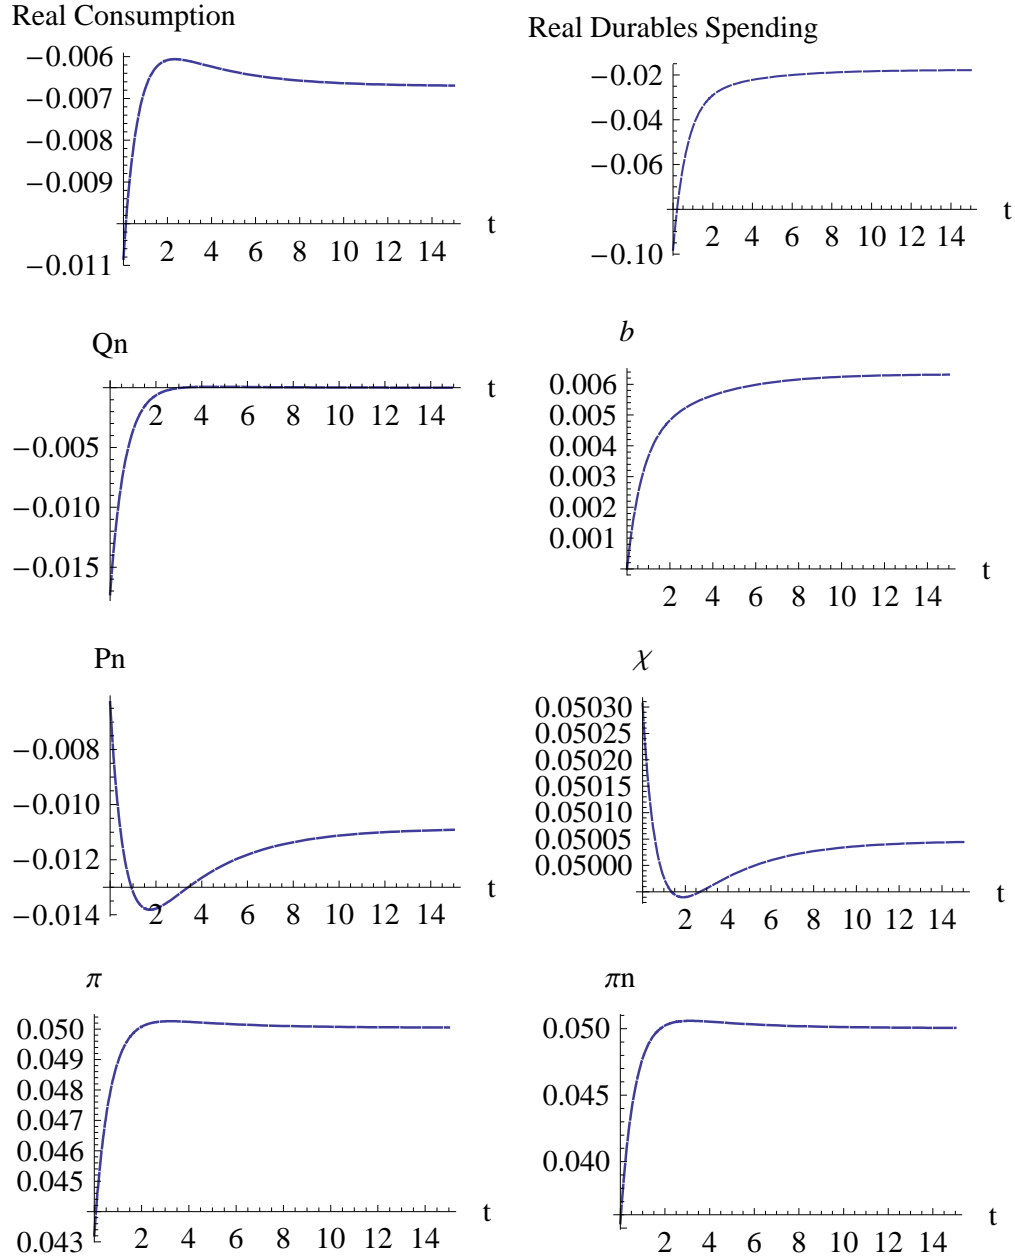 Real Consumption
−0.006
−0.007
−0.008
−0.009
−0.011
2 4 6 8 10 12 14
t
Real Durables Spending
−0.02
−0.04
−0.06
−0.10
2 4 6 8 10 12 14
t
Qn
−0.005
−0.010
−0.015
2 4 6 8 10 12 14
t
b
0.006
0.005
0.004
0.003
0.002
0.001
2 4 6 8 10 12 14
t
Pn
−0.008
−0.010
−0.012
−0.014
2 4 6 8 10 12 14
t
χ
0.05030
0.05025
0.05020
0.05015
0.05010
0.05005
0.05000
2 4 6 8 10 12 14
t
π
0.050
0.049
0.048
0.047
0.046
0.045
0.043
2 4 6 8 10 12 14
t
πn
0.050
0.045
0.040
2 4 6 8 10 12 14
t